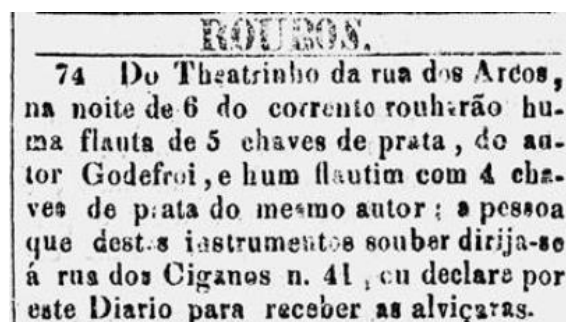 ROUBOS.
74 Do Theatrinho da rua dos Arcos,
na noite de 6 do corrente roubarão hu-
ma flauta de 5 chaves de prata, do au-
tor Godefroi, e hum flautim com 4 cha-
ves de prata do mesmo autor; a pessoa
que destes instrumentos souber dirija-se
á rua dos Ciganos n. 41, ou declare por
este Diario para receber as alviçaras.